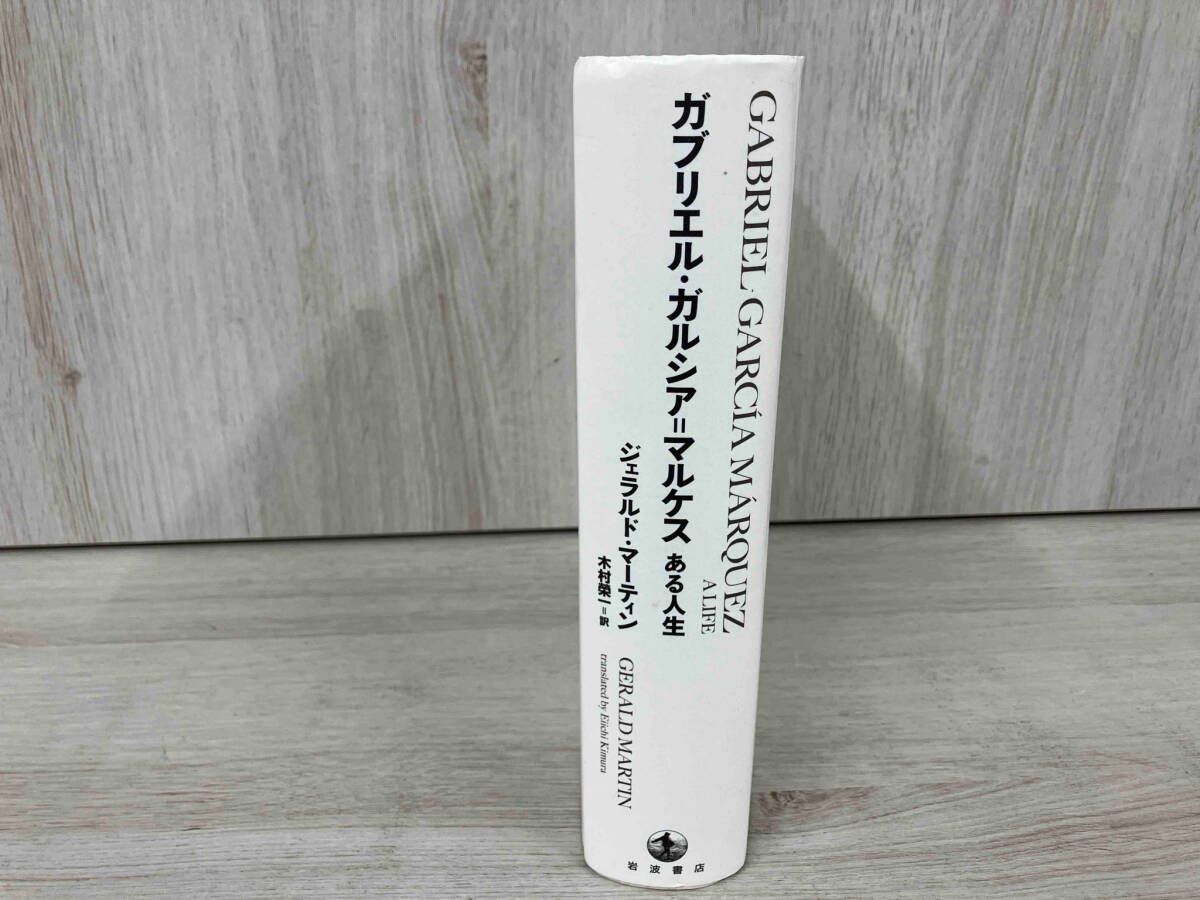 GABRIEL GARCÍA MÁRQUEZ
A LIFE
ガブリエル・ガルシア=マルケス ある人生
ジェラルド・マーティン
木村榮一=訳
GERALD MARTIN
translated by Eiichi Kimura
岩波書店